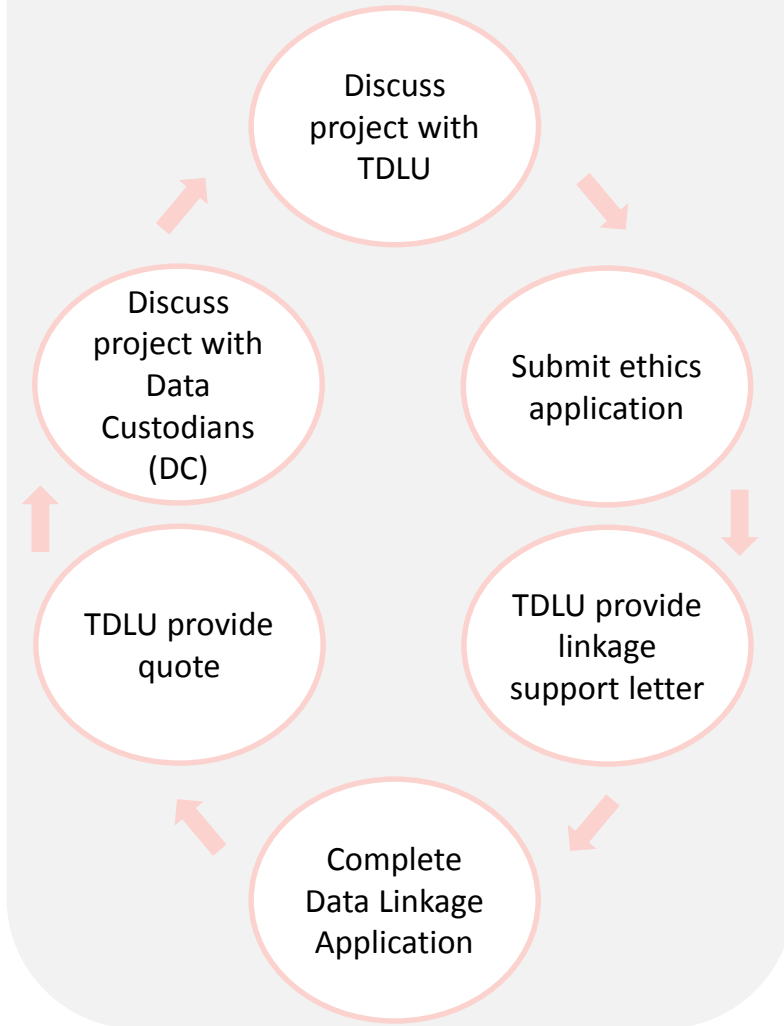 Discuss
project with
TDLU
Submit ethics
application
TDLU provide
linkage
support letter
Complete
Data Linkage
Application
TDLU provide
quote
Discuss
project with
Data
Custodians
(DC)